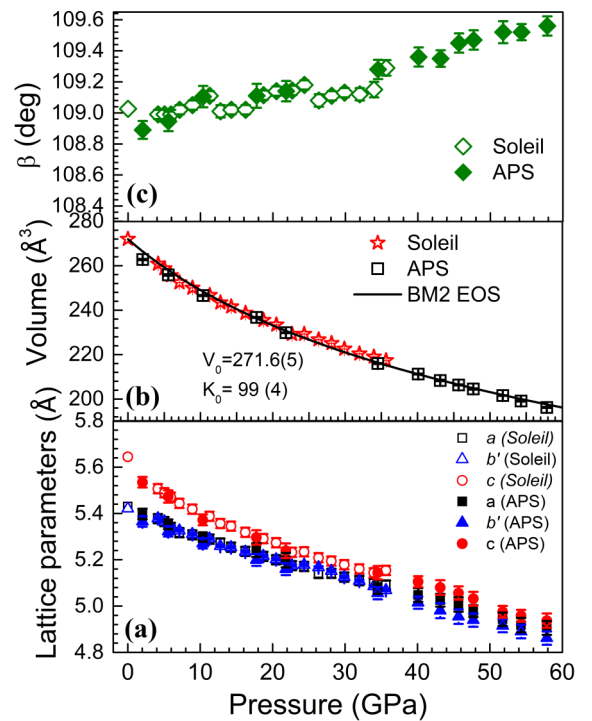 109.6
109.4
109.2
109.0
108.8
108.6
108.4
β (deg)
Soleil
APS
(c)
280
260
240
220
200
Volume (Å³)
Soleil
APS
BM2 EOS
V₀=271.6(5)
K₀= 99 (4)
(b)
5.8
5.6
5.4
5.2
5.0
4.8
Lattice parameters (Å)
a (Soleil)
b' (Soleil)
c (Soleil)
a (APS)
b' (APS)
c (APS)
(a)
0 10 20 30 40 50 60
Pressure (GPa)